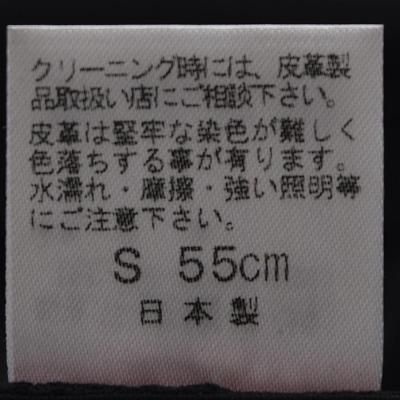 クリーニング時には、皮革製
品取扱い店にご相談下さい。
皮革は堅牢な染色が難しく
色落ちする事が有ります。
水濡れ・摩擦・強い照明等
にご注意下さい。
S 55cm
日本製